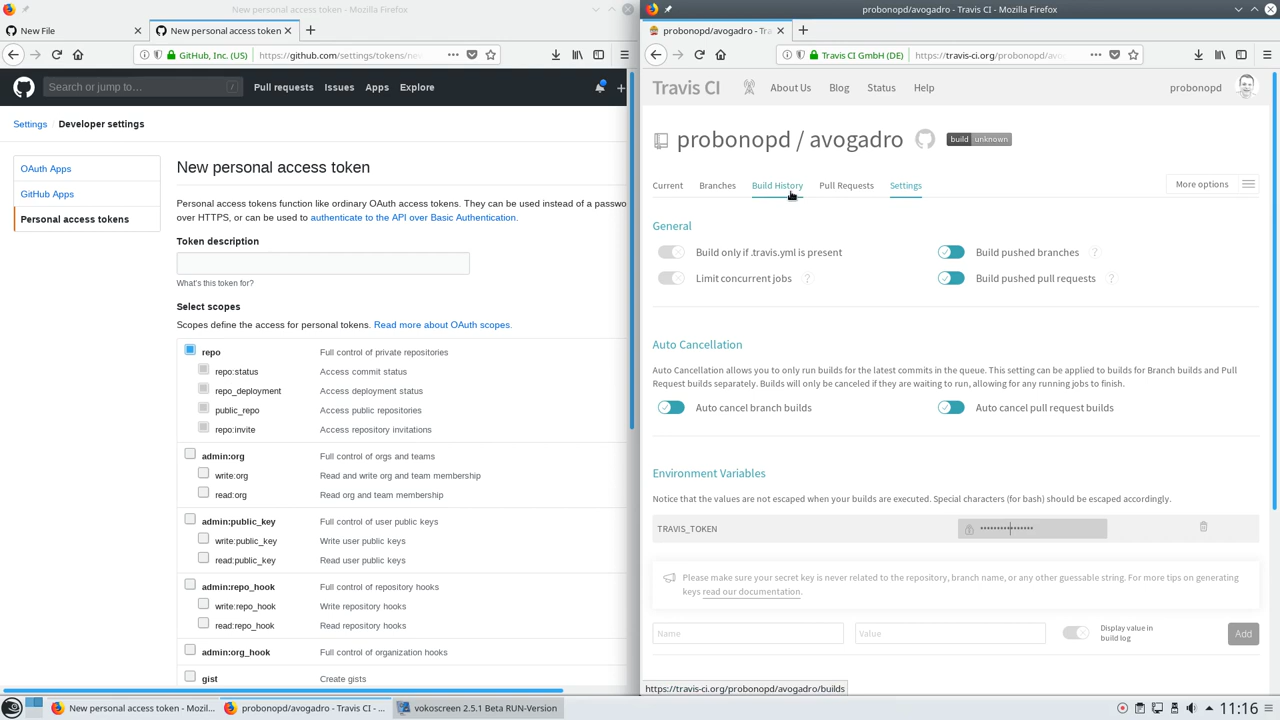 New personal access token - Mozilla Firefox
New File
New personal access token
GitHub, Inc. (US)
https://github.com/settings/tokens/ne
Search or jump to…
/
Pull requests
Issues
Apps
Explore
Settings
/
Developer settings
OAuth Apps
GitHub Apps
Personal access tokens
New personal access token
Personal access tokens function like ordinary OAuth access tokens. They can be used instead of a passwo
over HTTPS, or can be used to authenticate to the API over Basic Authentication.
Token description
What's this token for?
Select scopes
Scopes define the access for personal tokens. Read more about OAuth scopes.
repo Full control of private repositories
repo:status Access commit status
repo_deployment Access deployment status
public_repo Access public repositories
repo:invite Access repository invitations
admin:org Full control of orgs and teams
write:org Read and write org and team membership
read:org Read org and team membership
admin:public_key Full control of user public keys
write:public_key Write user public keys
read:public_key Read user public keys
admin:repo_hook Full control of repository hooks
write:repo_hook Write repository hooks
read:repo_hook Read repository hooks
admin:org_hook Full control of organization hooks
gist Create gists
probonopd/avogadro - Travis CI - Mozilla Firefox
probonopd/avogadro - Tra
Travis CI GmbH (DE)
https://travis-ci.org/probonopd/avo
Travis CI
About Us
Blog
Status
Help
probonopd
probonopd / avogadro
build unknown
Current
Branches
Build History
Pull Requests
Settings
More options
General
Build only if .travis.yml is present
Build pushed branches ?
Limit concurrent jobs ?
Build pushed pull requests ?
Auto Cancellation
Auto Cancellation allows you to only run builds for the latest commits in the queue. This setting can be applied to builds for Branch builds and Pull
Request builds separately. Builds will only be canceled if they are waiting to run, allowing for any running jobs to finish.
Auto cancel branch builds
Auto cancel pull request builds
Environment Variables
Notice that the values are not escaped when your builds are executed. Special characters (for bash) should be escaped accordingly.
TRAVIS_TOKEN
••••••••••••••••
Please make sure your secret key is never related to the repository, branch name, or any other guessable string. For more tips on generating
keys read our documentation.
Name
Value
Display value in
build log
Add
https://travis-ci.org/probonopd/avogadro/builds
New personal access token - Mozil...
probonopd/avogadro - Travis CI - ...
vokoscreen 2.5.1 Beta RUN-Version
11:16